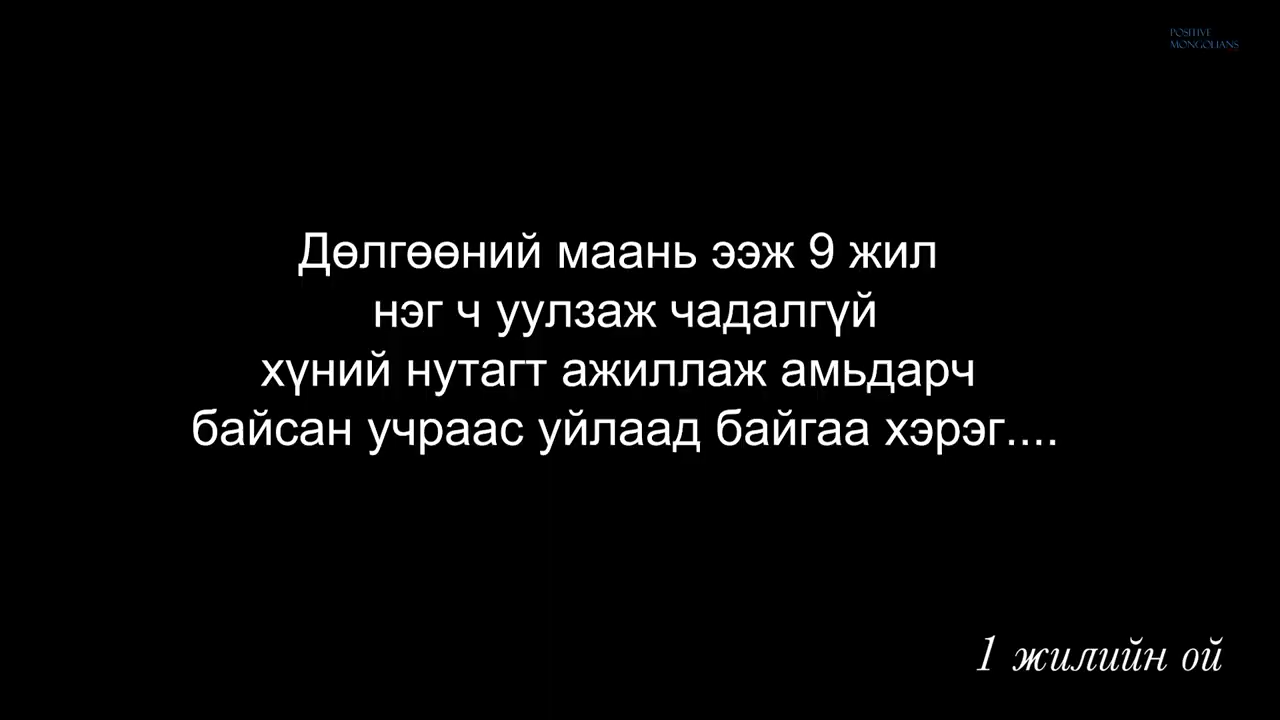 POSITIVE
MONGOLIANS
Дөлгөөний маань ээж 9 жил
нэг ч уулзаж чадалгүй
хүний нутагт ажиллаж амьдарч
байсан учраас уйлаад байгаа хэрэг....
1 жилийн ой